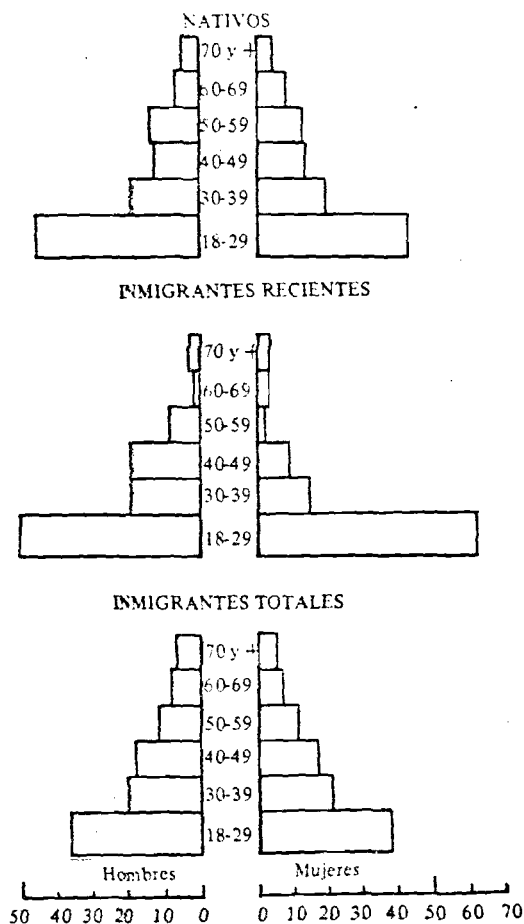 NATIVOS
70 y +
60-69
50-59
40-49
30-39
18-29
INMIGRANTES RECIENTES
70 y +
60-69
50-59
40-49
30-39
18-29
INMIGRANTES TOTALES
70 y +
60-69
50-59
40-49
30-39
18-29
Hombres Mujeres
50 40 30 20 10 0 0 10 20 30 40 50 60 70